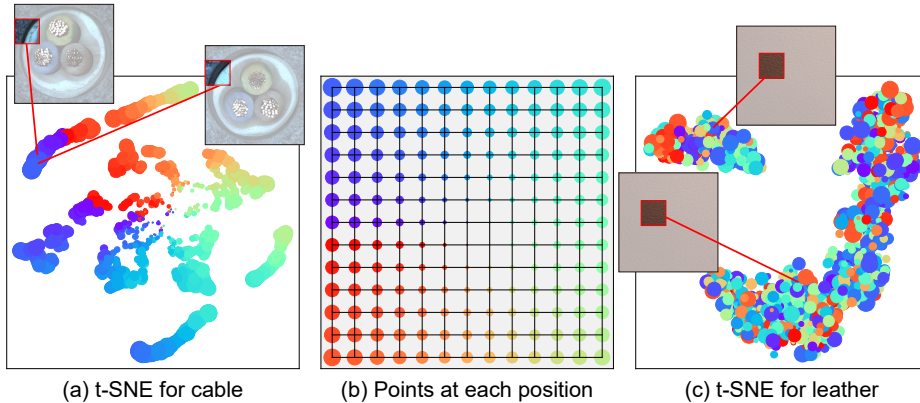 (a) t-SNE for cable
(b) Points at each position
(c) t-SNE for leather